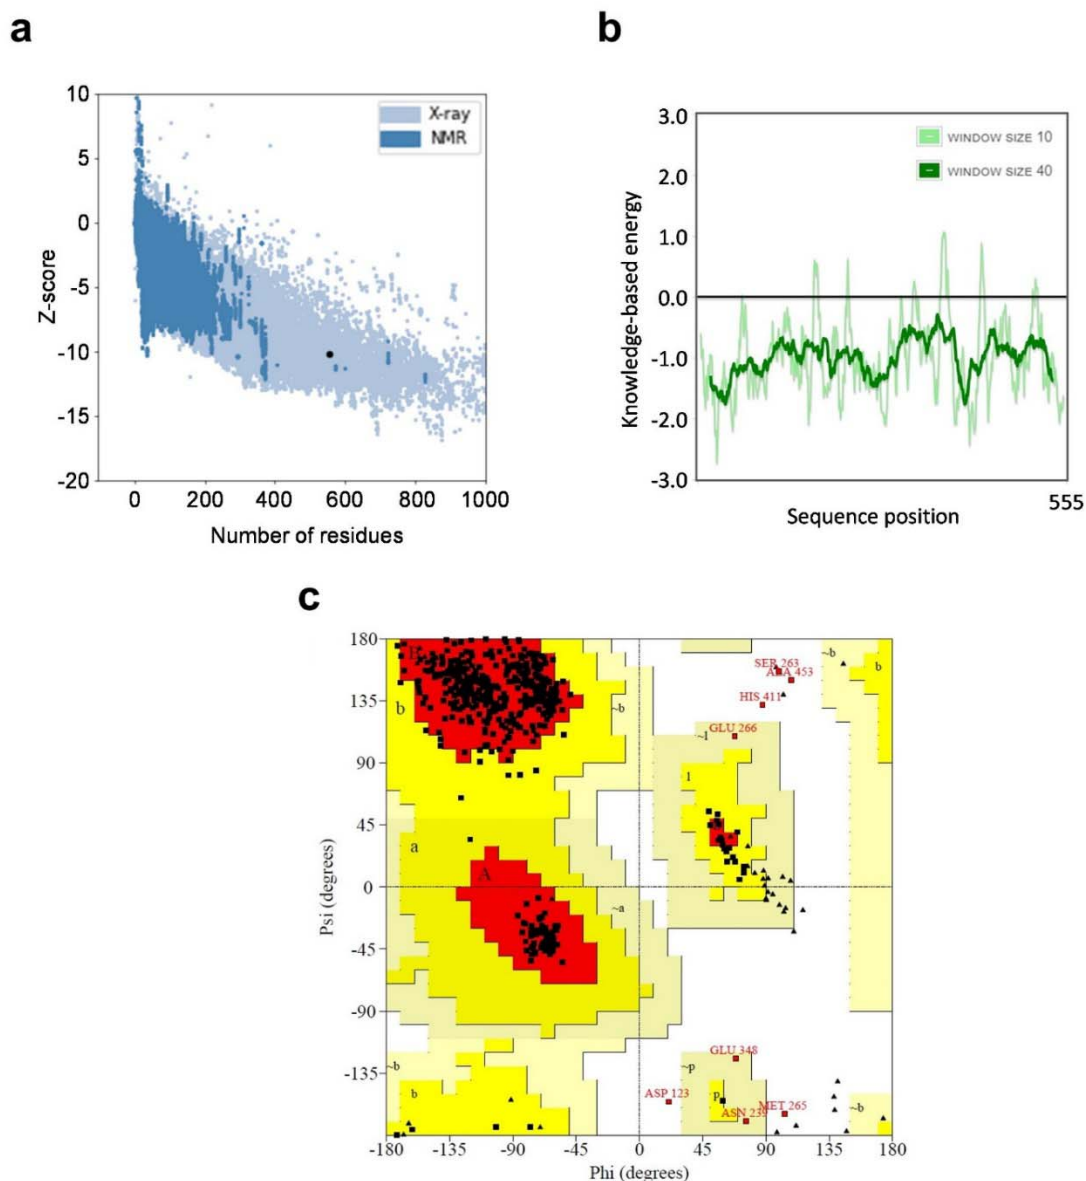 a
10
5
0
-5
-10
-15
-20
Z-score
X-ray
NMR
0 200 400 600 800 1000
Number of residues
b
3.0
2.0
1.0
0.0
-1.0
-2.0
-3.0
Knowledge-based energy
WINDOW SIZE 10
WINDOW SIZE 40
555
Sequence position
c
180
135
90
45
0
-45
-90
-135
-180
Psi (degrees)
B
b
~b
SER 263
ALA 453
HIS 411
~b
b
GLU 266
~l
l
a
A
~a
GLU 348
~b
~p
b
ASP 123
p
ASN 239
MET 265
~b
-180 -135 -90 -45 0 45 90 135 180
Phi (degrees)